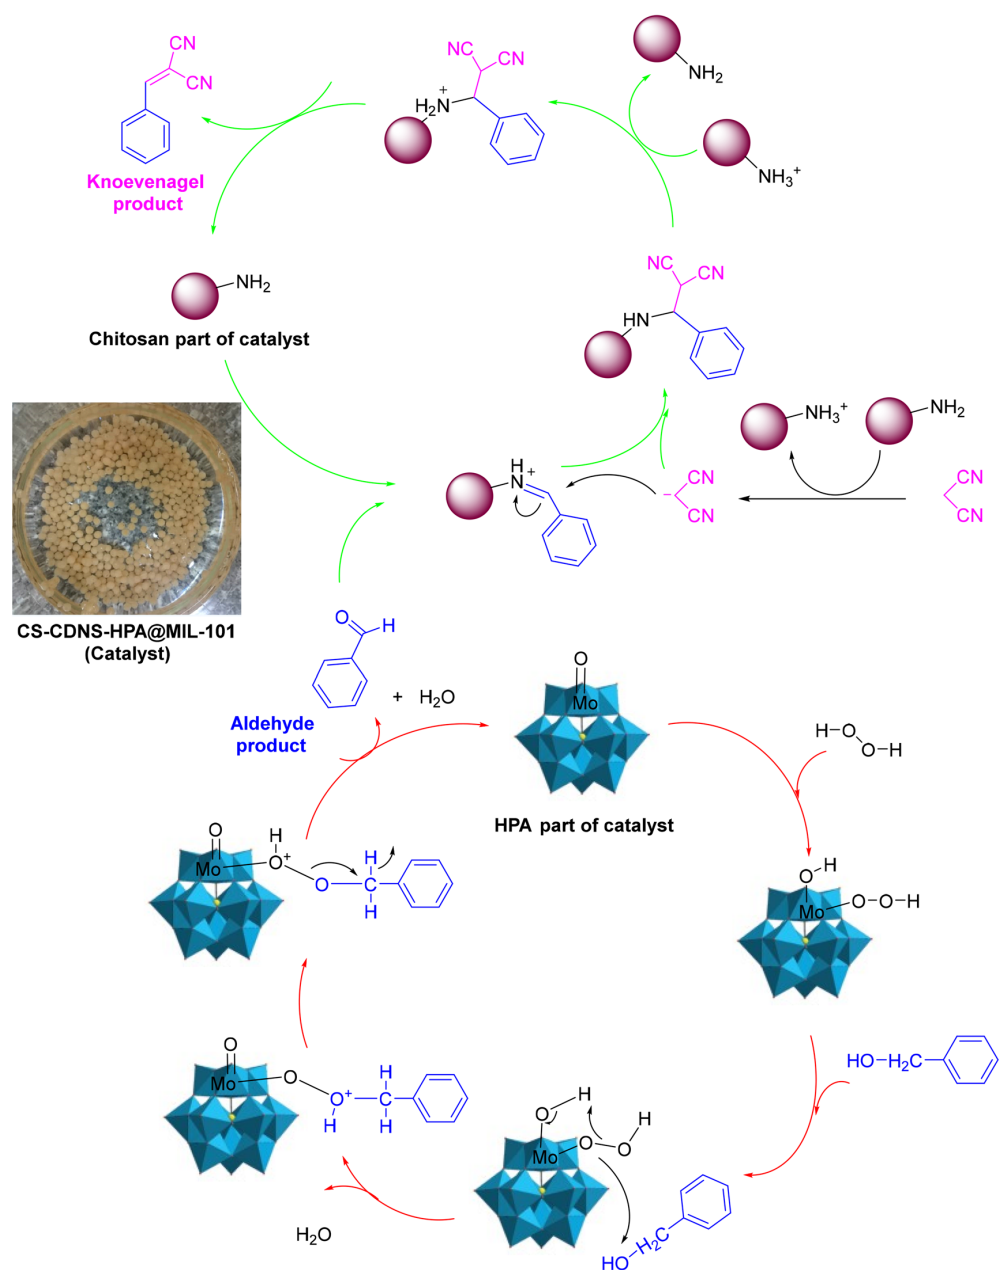 CN
CN
Knoevenagel
product
NC
CN
H2N+
NH2
NH3+
NH2
Chitosan part of catalyst
NC
CN
HN
NH3+
NH2
H
N+
CN
-
CN
CN
CN
CS-CDNS-HPA@MIL-101
(Catalyst)
O
H
Aldehyde
product
+ H2O
O
Mo
HPA part of catalyst
H-O
O-H
O-H
Mo
O-O-H
O
Mo
H
O+
O
H
C
H
HO-H2C
O
Mo
O
O+
H
H
C
H
O
H
Mo
O
O
H
H2O
HO-H2C